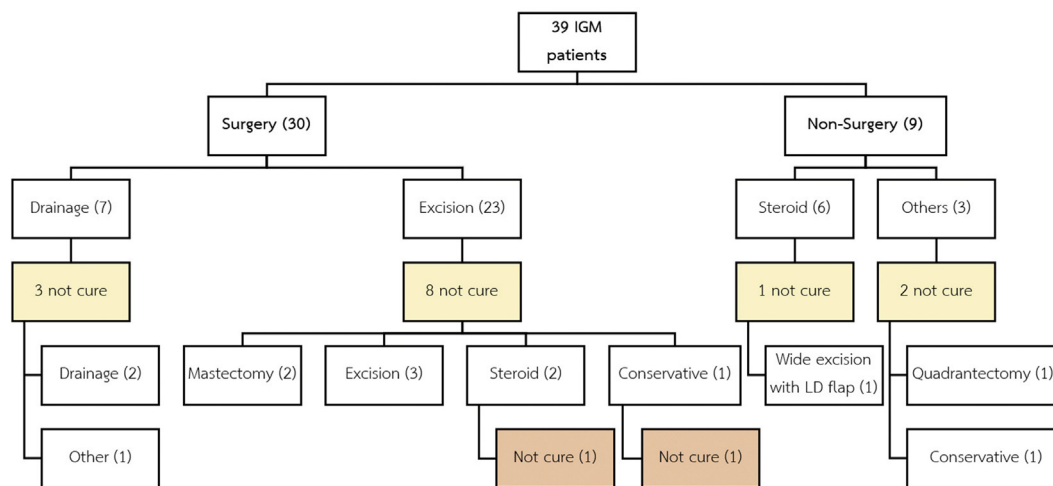 39 IGM
patients
Surgery (30)
Non-Surgery (9)
Drainage (7)
Excision (23)
Steroid (6)
Others (3)
3 not cure
8 not cure
1 not cure
2 not cure
Drainage (2)
Mastectomy (2)
Excision (3)
Steroid (2)
Conservative (1)
Wide excision
with LD flap (1)
Quadrantectomy (1)
Other (1)
Not cure (1)
Not cure (1)
Conservative (1)